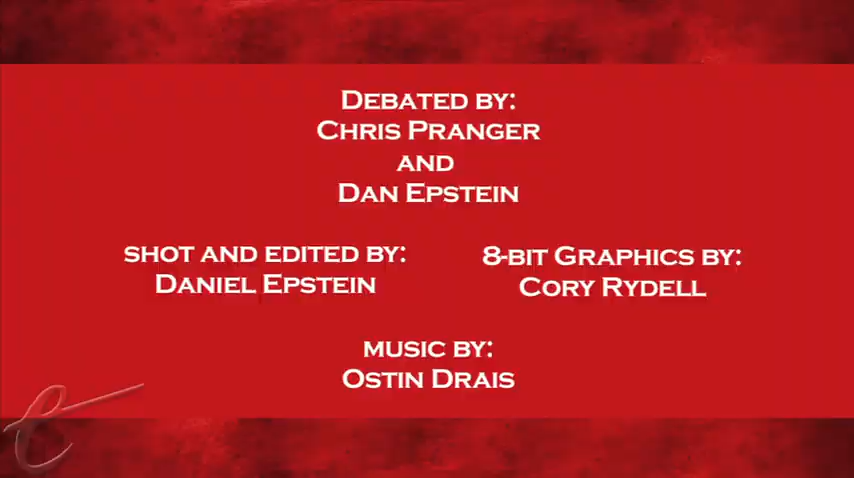 Debated by:
Chris Pranger
and
Dan Epstein
shot and edited by:
Daniel Epstein
8-bit Graphics by:
Cory Rydell
music by:
Ostin Drais